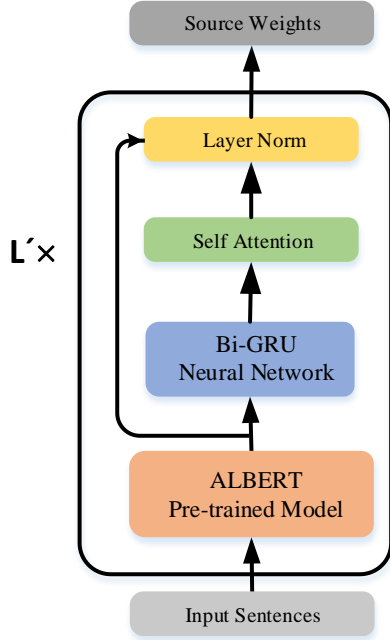 Source Weights
Layer Norm
Self Attention
L´×
Bi-GRU
Neural Network
ALBERT
Pre-trained Model
Input Sentences